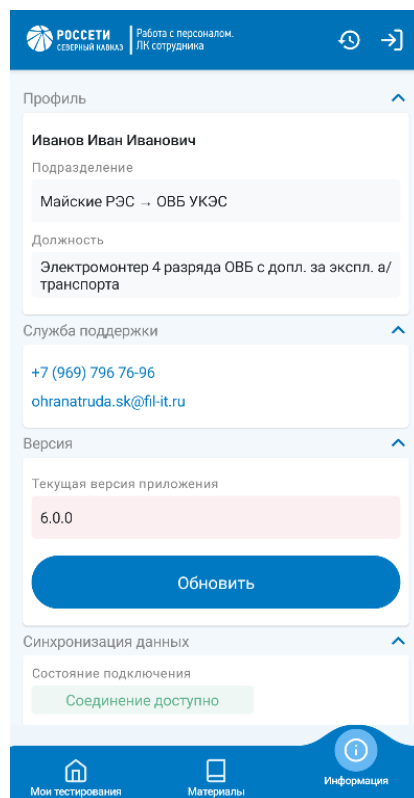 РОССЕТИ
СЕВЕРНЫЙ КАВКАЗ
Работа с персоналом.
ЛК сотрудника
Профиль
Иванов Иван Иванович
Подразделение
Майские РЭС → ОВБ УКЭС
Должность
Электромонтер 4 разряда ОВБ с допл. за экспл. а/
транспорта
Служба поддержки
+7 (969) 796 76-96
ohranatruda.sk@fil-it.ru
Версия
Текущая версия приложения
6.0.0
Обновить
Синхронизация данных
Состояние подключения
Соединение доступно
Мои тестирования
Материалы
Информация